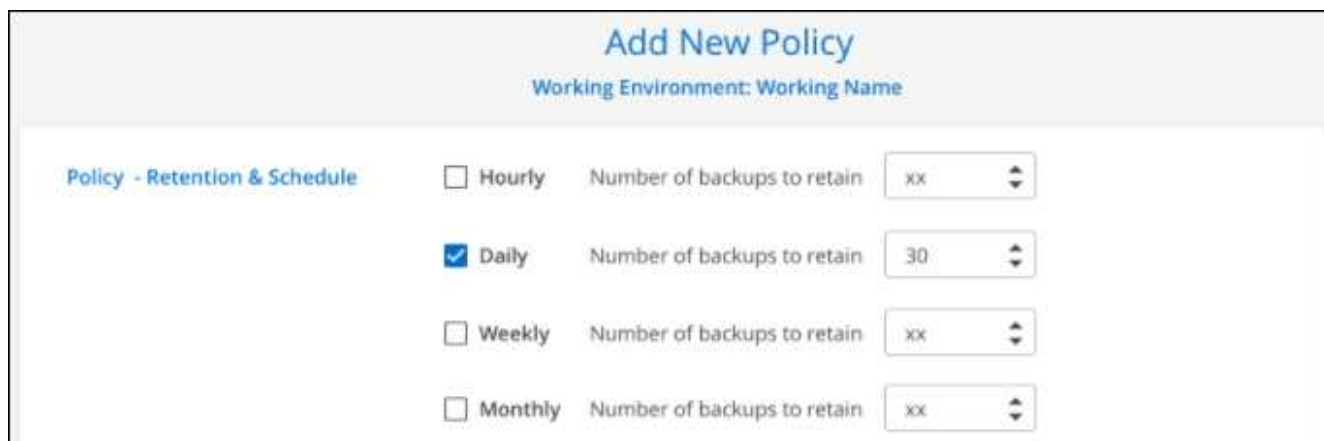 Add New Policy
Working Environment: Working Name
Policy - Retention & Schedule
Hourly Number of backups to retain xx
Daily Number of backups to retain 30
Weekly Number of backups to retain xx
Monthly Number of backups to retain xx